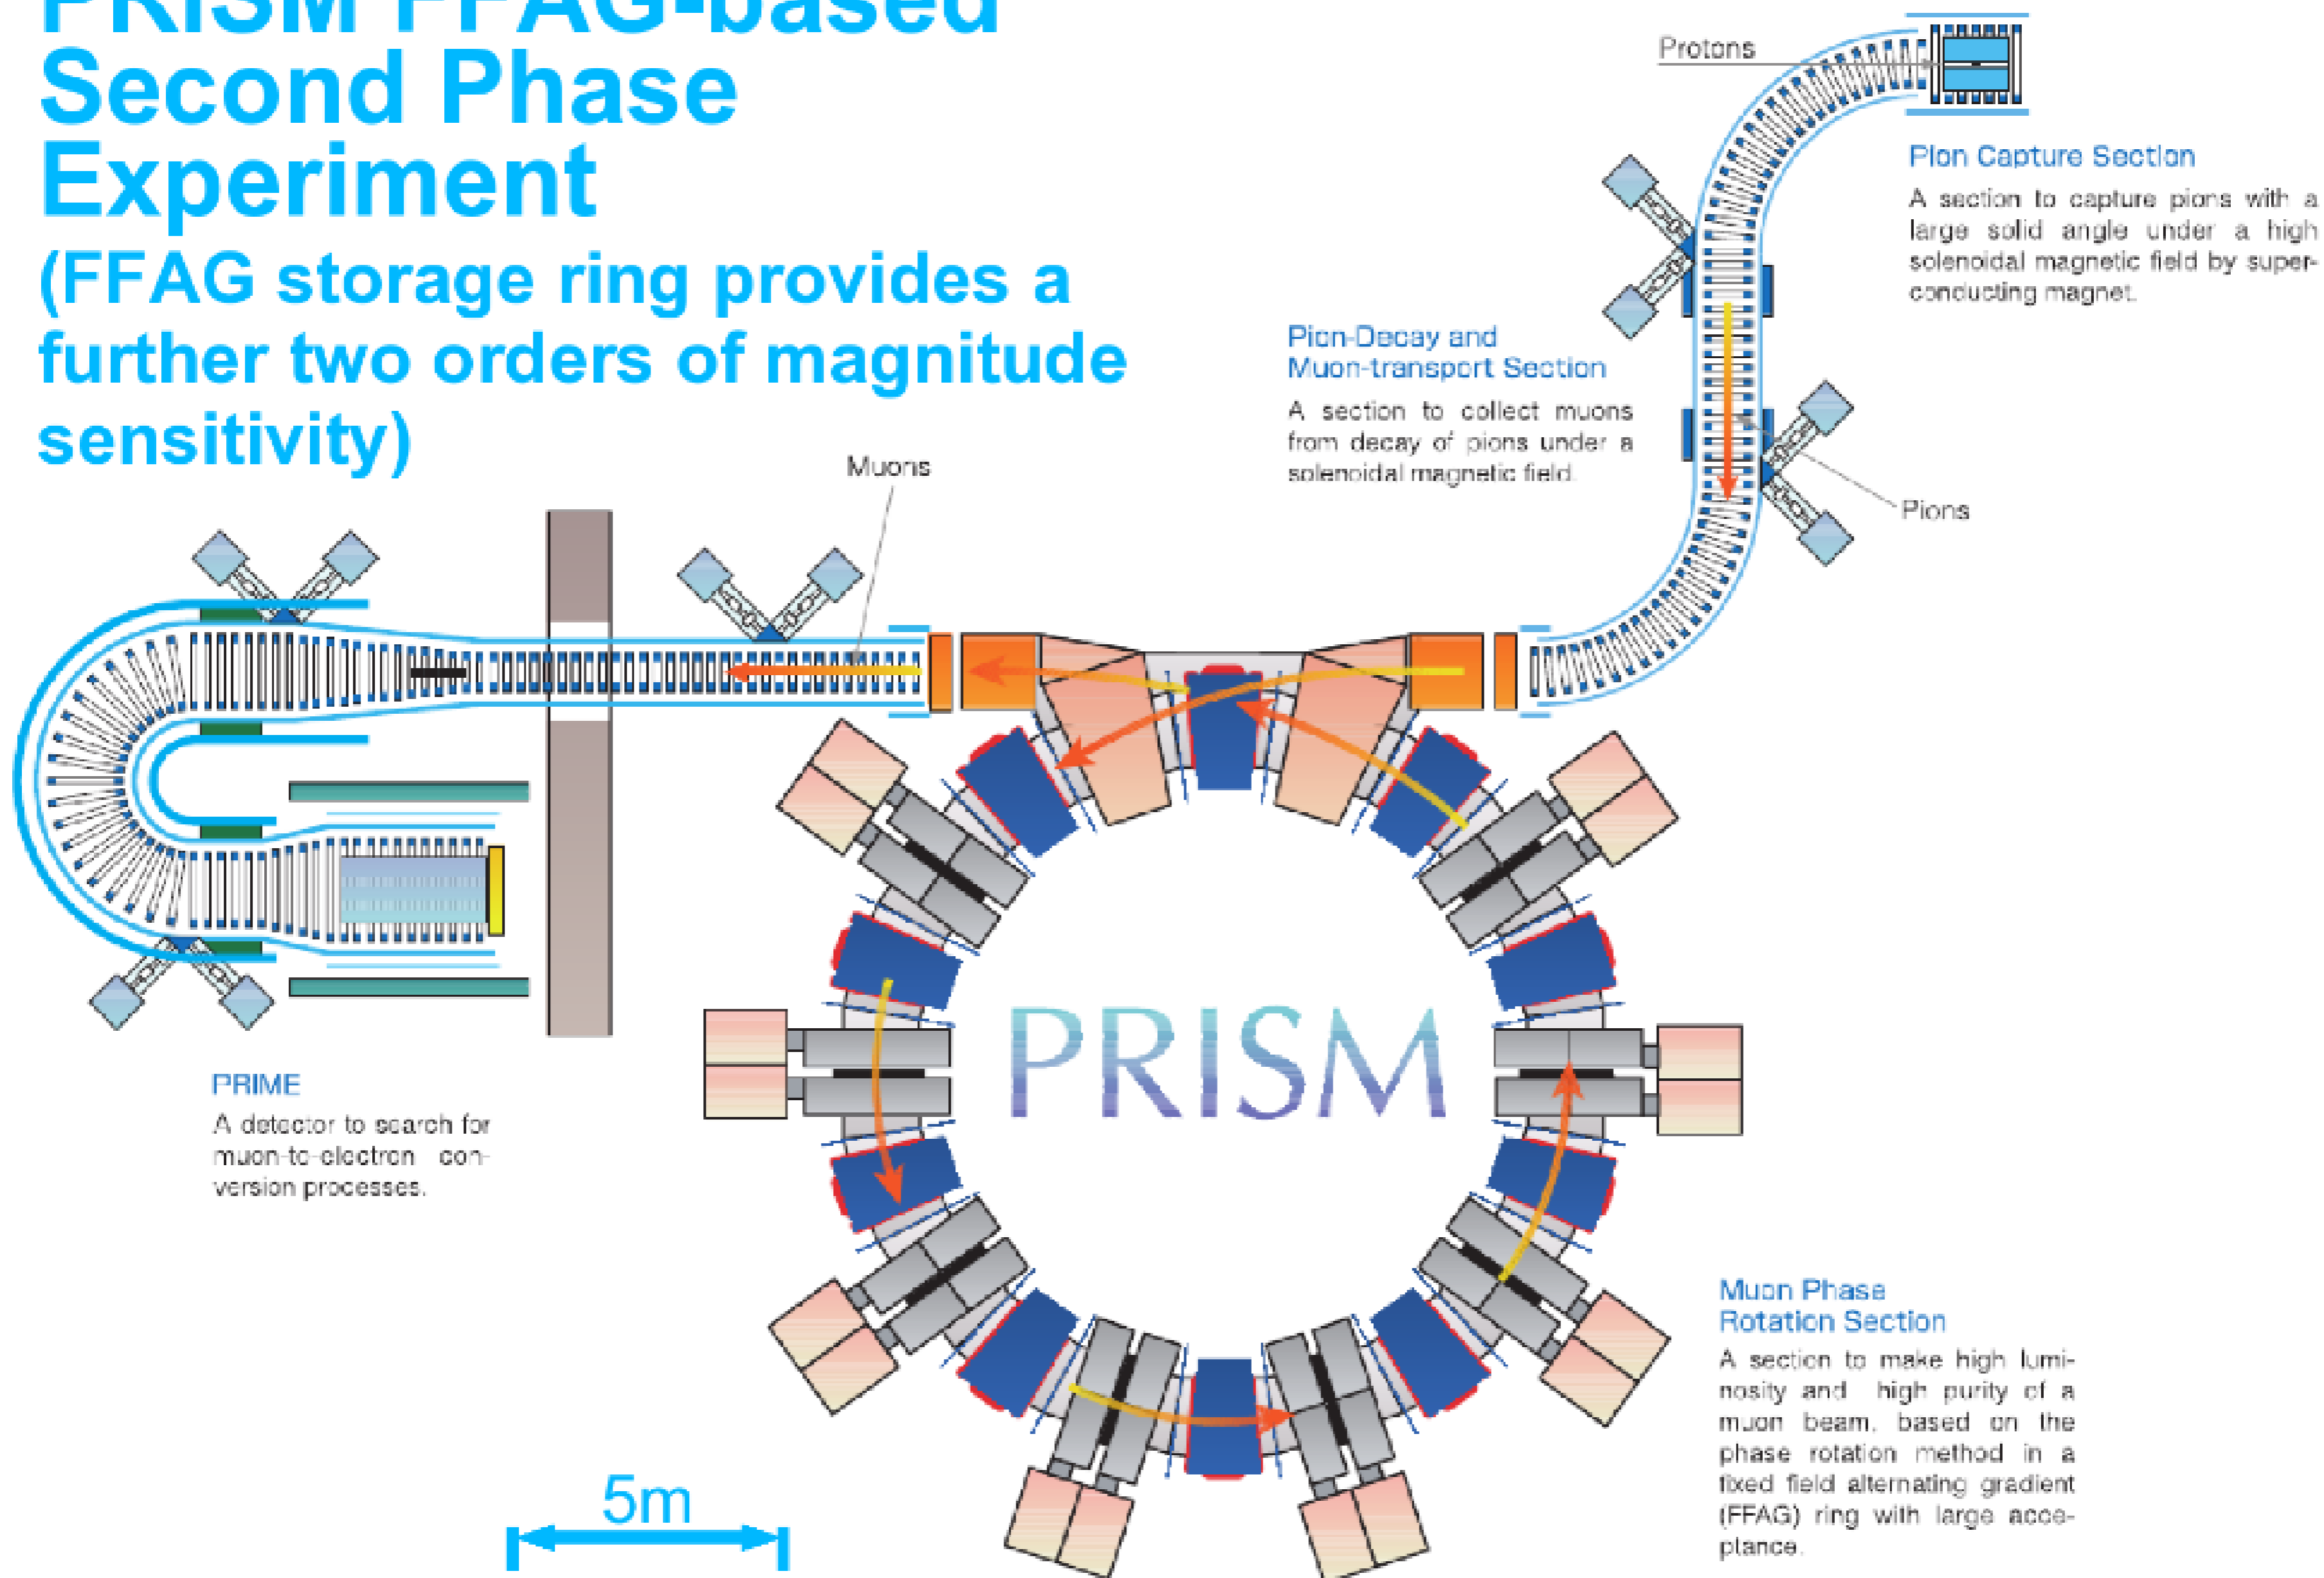 PRISM FFAG-based
Second Phase
Experiment
(FFAG storage ring provides a
further two orders of magnitude
sensitivity)
Protons
Pion Capture Section
A section to capture pions with a
large solid angle under a high
solenoidal magnetic field by super-
conducting magnet.
Pion-Decay and
Muon-transport Section
A section to collect muons
from decay of pions under a
solenoidal magnetic field.
Muons
Pions
PRISM
PRIME
A detector to search for
muon-to-electron con-
version processes.
Muon Phase
Rotation Section
A section to make high lumi-
nosity and high purity of a
muon beam, based on the
phase rotation method in a
fixed field alternating gradient
(FFAG) ring with large acce-
plance.
5m